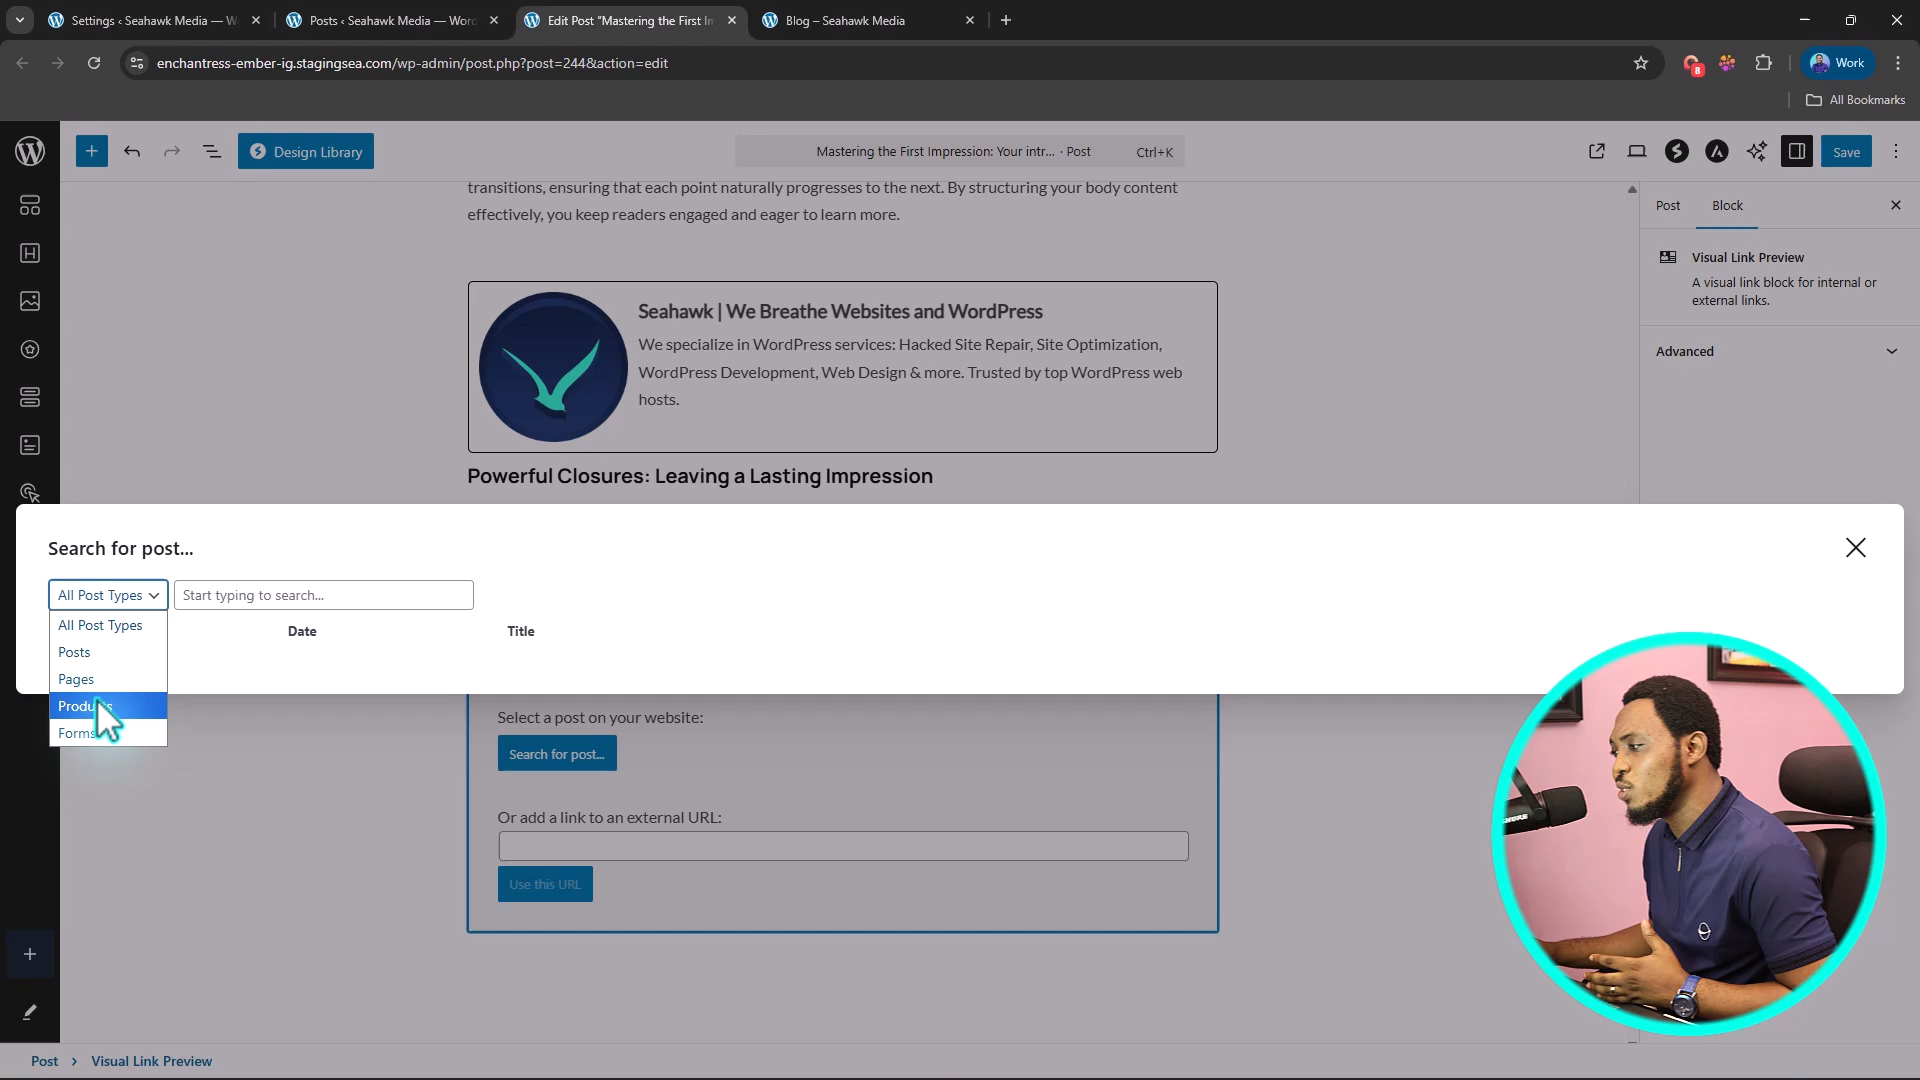 Settings ‹ Seahawk Media — W
Posts ‹ Seahawk Media — Word
Edit Post "Mastering the First Im
Blog – Seahawk Media
enchantress-ember-ig.stagingsea.com/wp-admin/post.php?post=244&action=edit
8
Work
All Bookmarks
Design Library
Mastering the First Impression: Your intr... · Post
Ctrl+K
Save
transitions, ensuring that each point naturally progresses to the next. By structuring your body content
effectively, you keep readers engaged and eager to learn more.
Post
Block
Visual Link Preview
A visual link block for internal or
external links.
Advanced
Seahawk | We Breathe Websites and WordPress
We specialize in WordPress services: Hacked Site Repair, Site Optimization,
WordPress Development, Web Design & more. Trusted by top WordPress web
hosts.
Powerful Closures: Leaving a Lasting Impression
Search for post...
All Post Types
Start typing to search...
All Post Types
Date
Title
Posts
Pages
Products
Forms
Select a post on your website:
Search for post...
Or add a link to an external URL:
Use this URL
SHURE
Post › Visual Link Preview